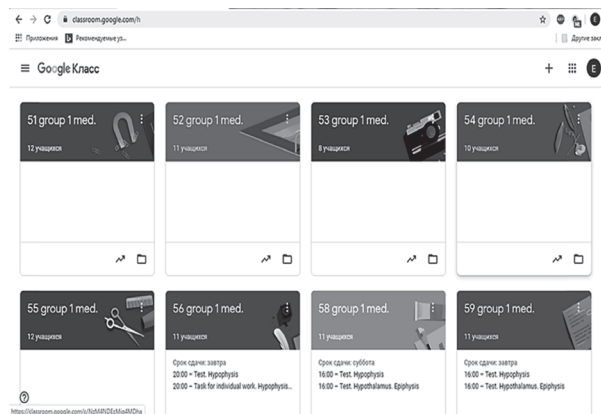 classroom.google.com/h
Приложения Рекомендуемые уз...
Другие закл
Google Класс
E
51 group 1 med.
12 учащихся
52 group 1 med.
11 учащихся
53 group 1 med.
8 учащихся
54 group 1 med.
10 учащихся
55 group 1 med.
12 учащихся
56 group 1 med.
11 учащихся
Срок сдачи: завтра
20:00 – Test. Hypophysis
20:00 – Task for individual work. Hypophysis...
58 group 1 med.
11 учащихся
Срок сдачи: суббота
16:00 – Test. Hypophysis
16:00 – Test. Hypothalamus. Epiphysis
59 group 1 med.
11 учащихся
Срок сдачи: завтра
16:00 – Test. Hypophysis
16:00 – Test. Hypothalamus. Epiphysis